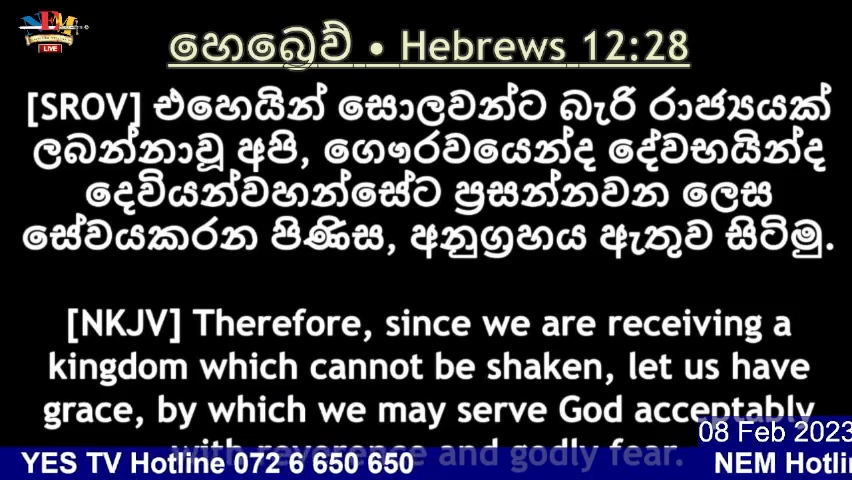 NEM
LIVE
හෙබ්‍රෙව් • Hebrews 12:28
[SROV] එහෙයින් සොලවන්ට බැරි රාජ්‍යයක්
ලබන්නාවූ අපි, ගෞරවයෙන්ද දේවභයින්ද
දෙවියන්වහන්සේට ප්‍රසන්නවන ලෙස
සේවයකරන පිණිස, අනුග්‍රහය ඇතුව සිටිමු.
[NKJV] Therefore, since we are receiving a
kingdom which cannot be shaken, let us have
grace, by which we may serve God acceptably
with reverence and godly fear.
08 Feb 2023
YES TV Hotline 072 6 650 650 NEM Hotli